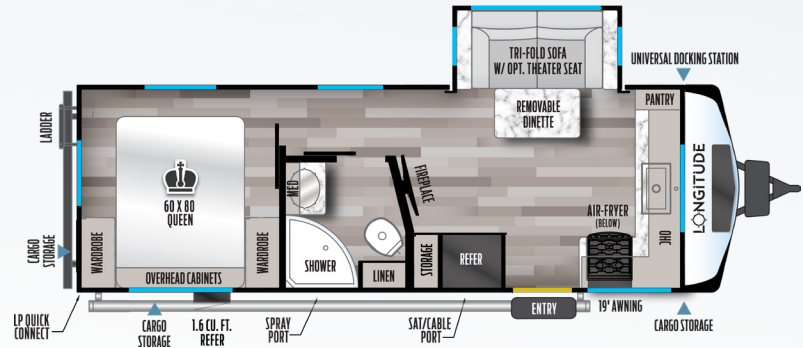 TRI-FOLD SOFA
W/ OPT. THEATER SEAT
UNIVERSAL DOCKING STATION
LADDER
REMOVABLE
DINETTE
PANTRY
60 X 80
QUEEN
MED
FIREPLACE
LONGITUDE
AIR-FRYER
(BELOW)
OHC
CARGO
STORAGE
WARDROBE
OVERHEAD CABINETS
WARDROBE
SHOWER
LINEN
STORAGE
REFER
LP QUICK
CONNECT
CARGO
STORAGE
1.6 CU. FT.
REFER
SPRAY
PORT
SAT/CABLE
PORT
ENTRY
19' AWNING
CARGO STORAGE